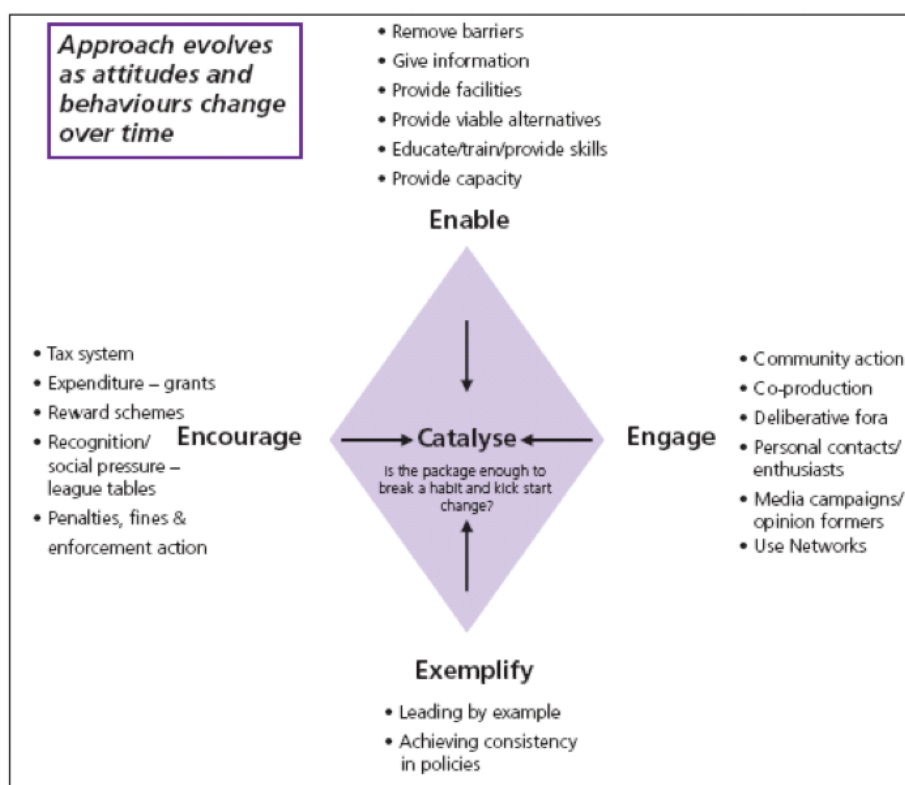 Approach evolves
as attitudes and
behaviours change
over time
• Remove barriers
• Give information
• Provide facilities
• Provide viable alternatives
• Educate/train/provide skills
• Provide capacity
Enable
• Tax system
• Expenditure – grants
• Reward schemes
• Recognition/
social pressure –
league tables
• Penalties, fines &
enforcement action
Encourage
Catalyse
Is the package enough to
break a habit and kick start
change?
Engage
• Community action
• Co-production
• Deliberative fora
• Personal contacts/
enthusiasts
• Media campaigns/
opinion formers
• Use Networks
Exemplify
• Leading by example
• Achieving consistency
in policies